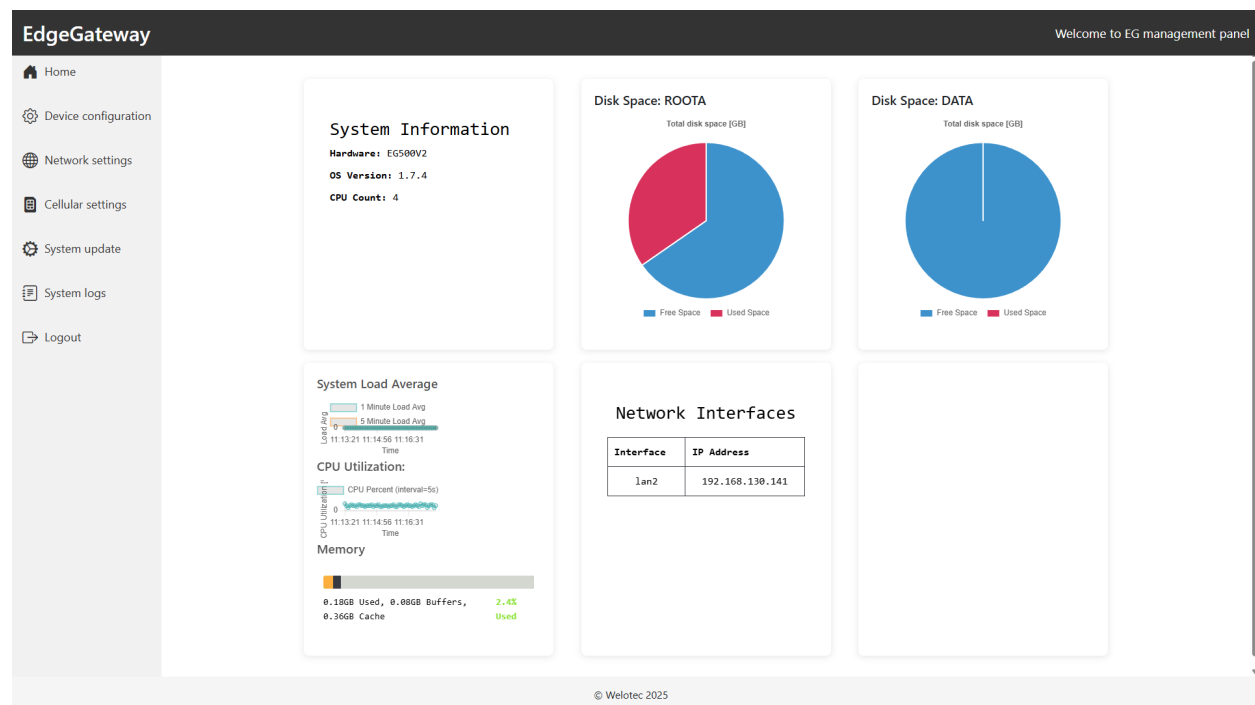 EdgeGateway
Welcome to EG management panel
Home
Device configuration
Network settings
Cellular settings
System update
System logs
Logout
System Information
Hardware: EG500V2
OS Version: 1.7.4
CPU Count: 4
Disk Space: ROOTA
Total disk space [GB]
Free Space
Used Space
Disk Space: DATA
Total disk space [GB]
Free Space
Used Space
System Load Average
1 Minute Load Avg
5 Minute Load Avg
Load Avg
0
11:13:21 11:14:56 11:16:31
Time
CPU Utilization:
CPU Percent (interval=5s)
CPU Utilization [
0
11:13:21 11:14:56 11:16:31
Time
Memory
0.18GB Used, 0.08GB Buffers,
0.36GB Cache
2.4%
Used
Network Interfaces
Interface IP Address
lan2 192.168.130.141
© Welotec 2025